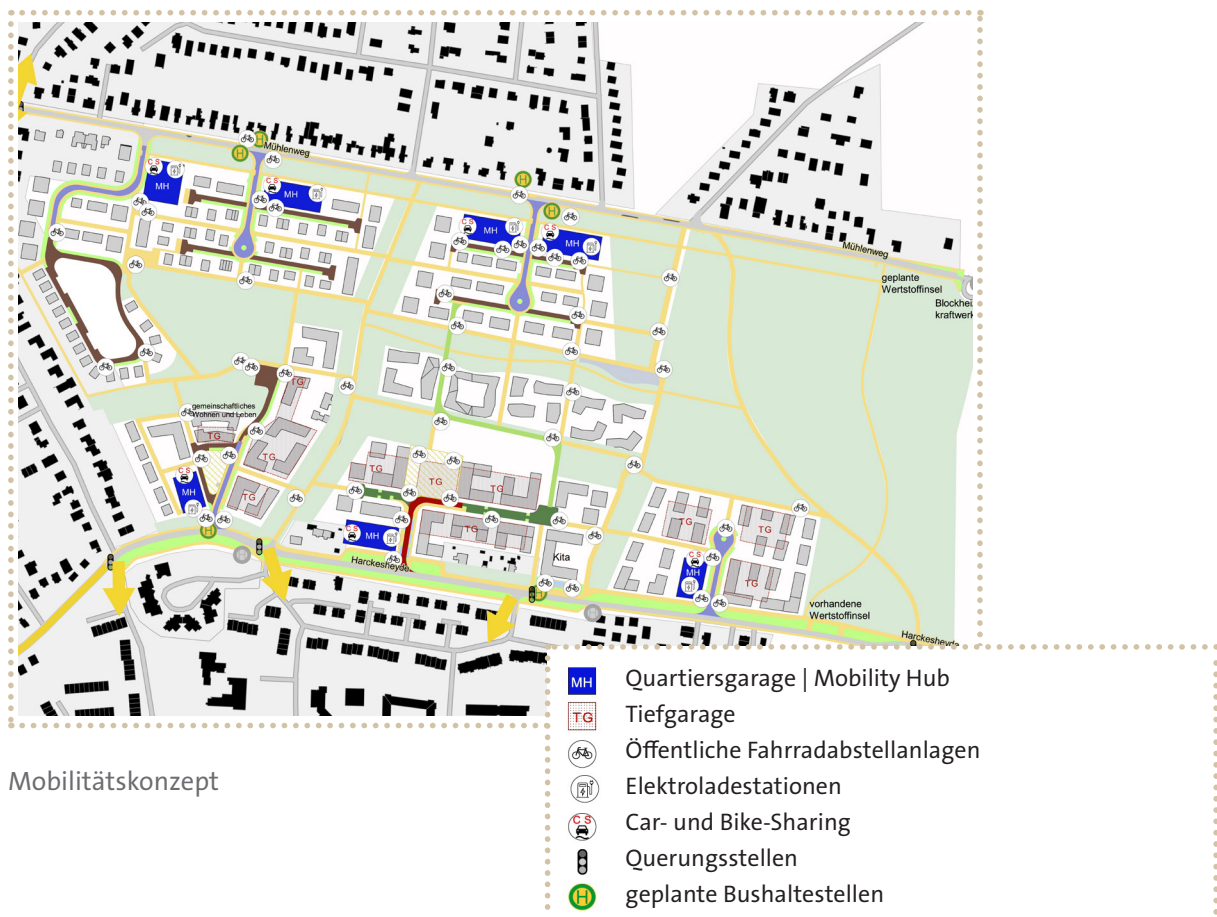 H
H
Mühlenweg
C S
MH
C S
MH
H
H
C S
MH
C S
MH
Mühlenweg
geplante
Wertstoffinsel
Blockhei
kraftwerk
TG
gemeinschaftliches
Wohnen und Leben
TG
TG
TG
C S
MH
H
H
TG
TG
TG
TG
C S
MH
Harckesheyde
Kita
H
H
TG
TG
TG
C S
MH
vorhandene
Wertstoffinsel
Harckesheyde
MH Quartiersgarage | Mobility Hub
TG Tiefgarage
Öffentliche Fahrradabstellanlagen
Elektroladestationen
C S Car- und Bike-Sharing
Querungsstellen
H geplante Bushaltestellen
Mobilitätskonzept